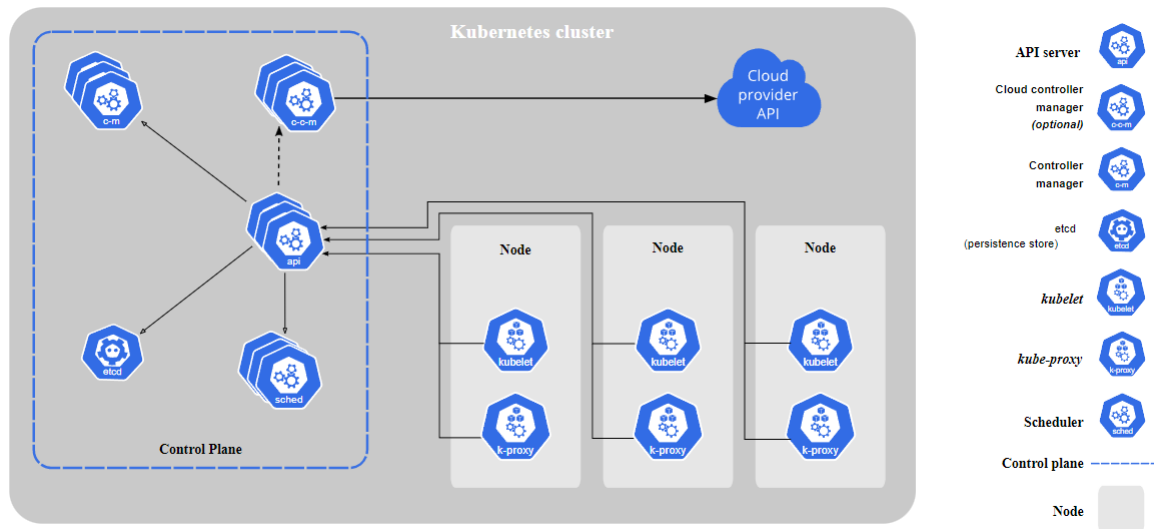 Kubernetes cluster
c-m
c-c-m
Cloud
provider
API
api
etcd
sched
Control Plane
Node
kubelet
k-proxy
Node
kubelet
k-proxy
Node
kubelet
k-proxy
API server
api
Cloud controller
manager
(optional)
c-c-m
Controller
manager
c-m
etcd
(persistence store)
etcd
kubelet
kubelet
kube-proxy
k-proxy
Scheduler
sched
Control plane
Node